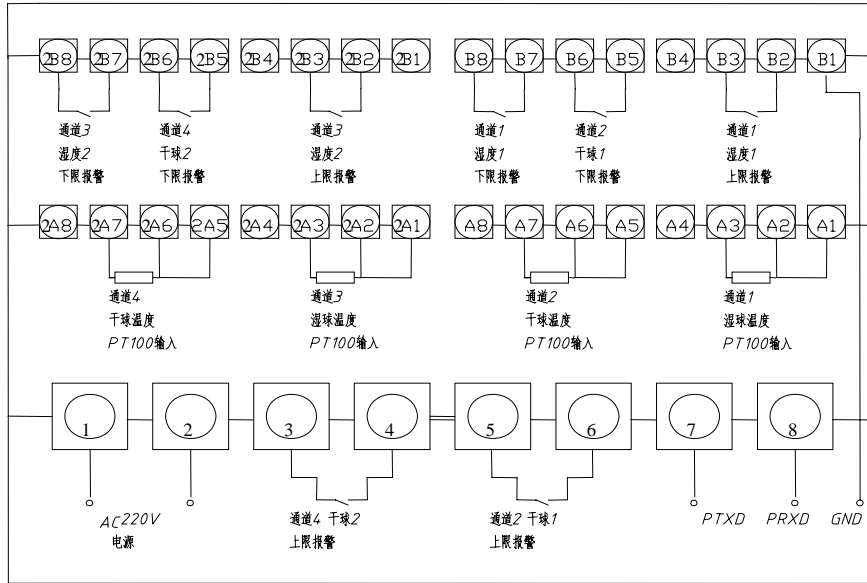 2B8 2B7 2B6 2B5 2B4 2B3 2B2 2B1 B8 B7 B6 B5 B4 B3 B2 B1
通道3 通道4 通道3 通道1 通道2 通道1
湿度2 干球2 湿度2 湿度1 干球1 湿度1
下限报警 下限报警 上限报警 下限报警 下限报警 上限报警
2A8 2A7 2A6 2A5 2A4 2A3 2A2 2A1 A8 A7 A6 A5 A4 A3 A2 A1
通道4 通道3 通道2 通道1
干球温度 湿球温度 干球温度 湿球温度
PT100输入 PT100输入 PT100输入 PT100输入
1 2 3 4 5 6 7 8
AC220V 通道4 干球2 通道2 干球1 PTXD PRXD GND
电源 上限报警 上限报警